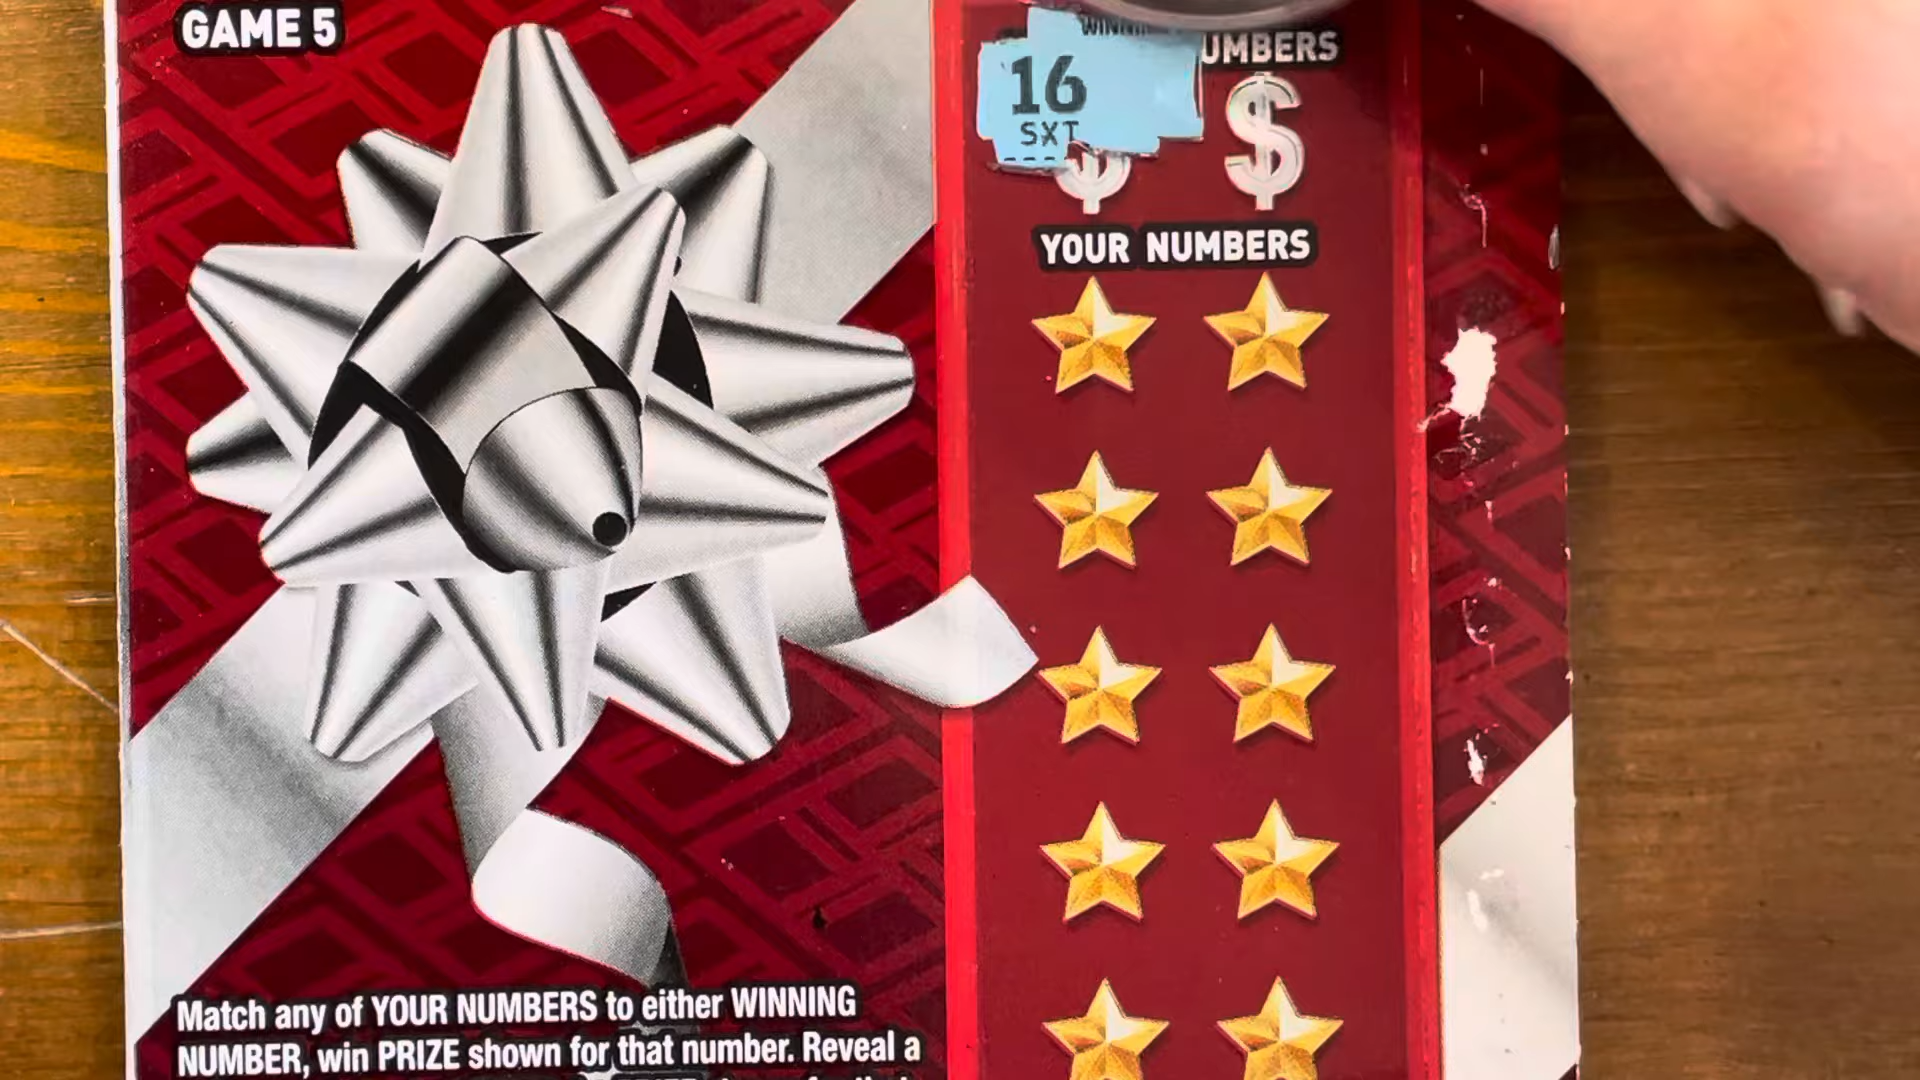 GAME 5
UMBERS
16
SXT
YOUR NUMBERS
Match any of YOUR NUMBERS to either WINNING
NUMBER, win PRIZE shown for that number. Reveal a